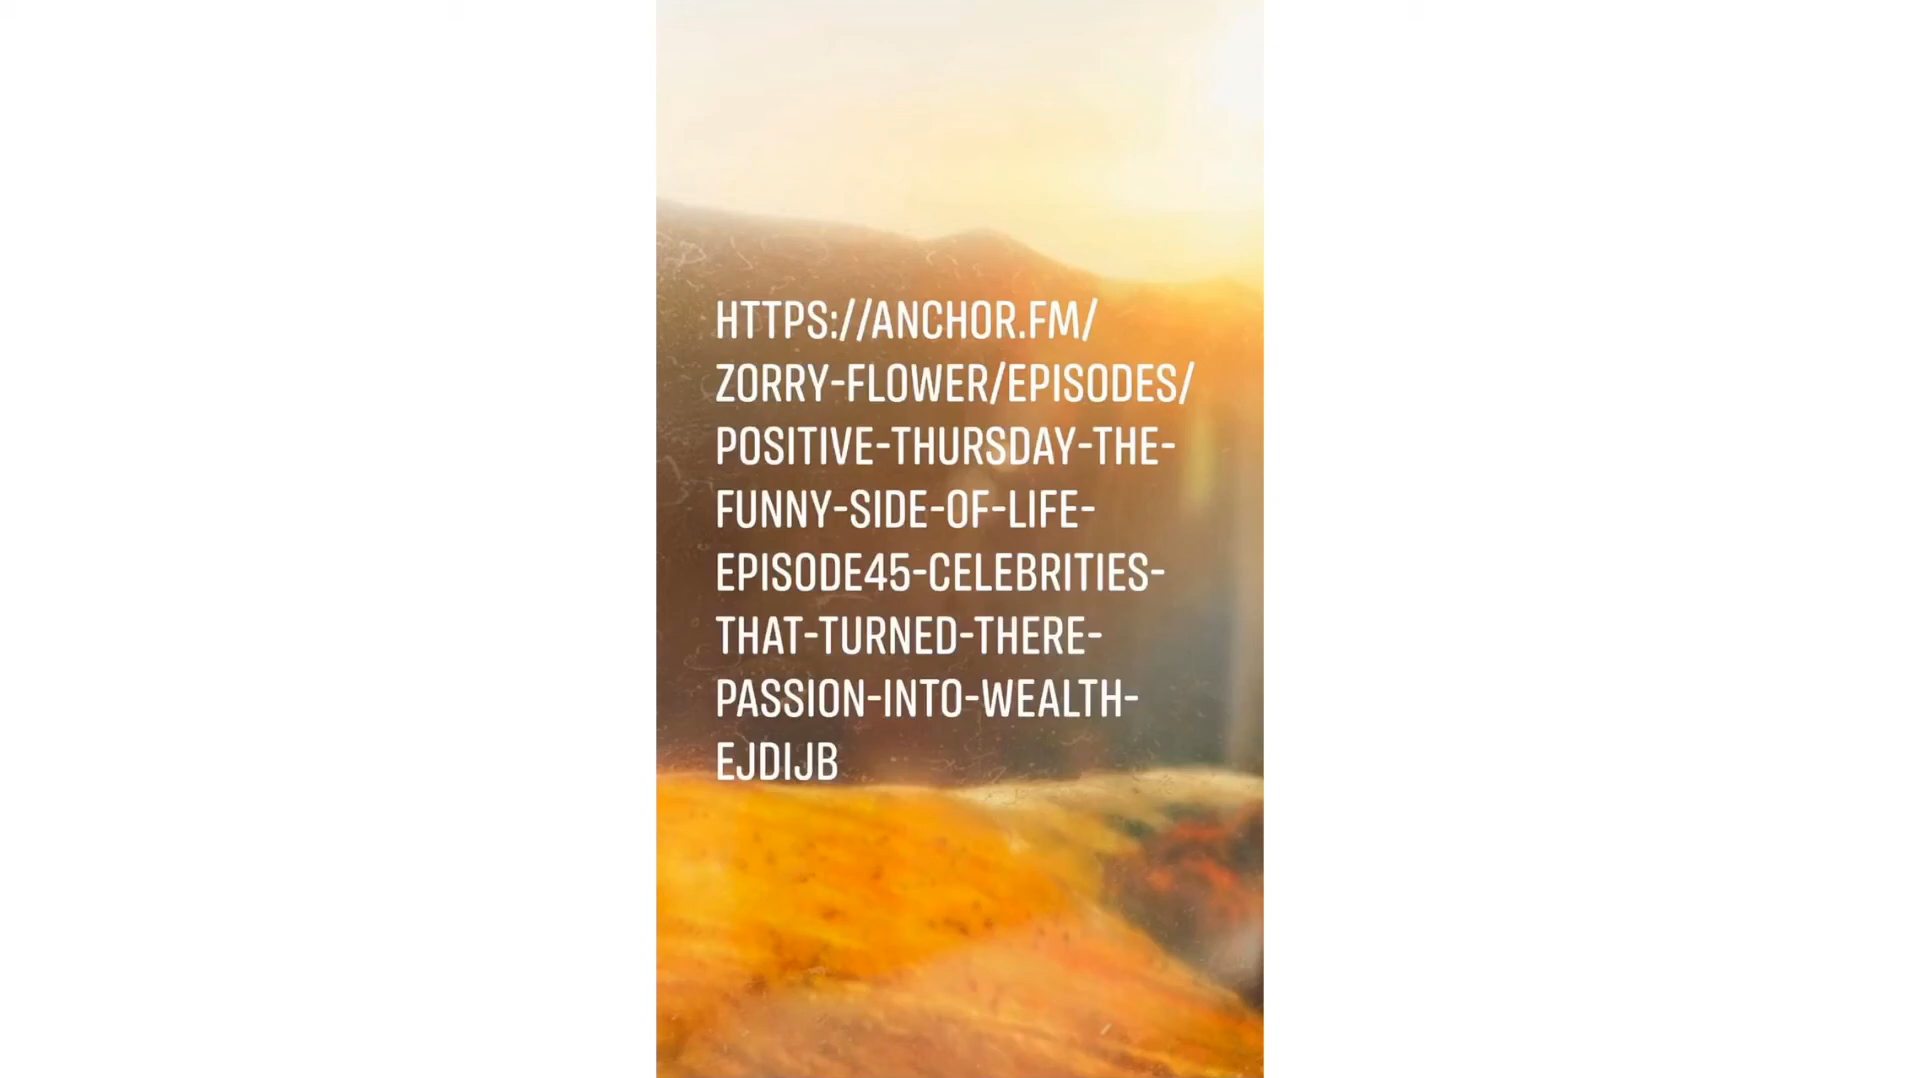 HTTPS://ANCHOR.FM/
ZORRY-FLOWER/EPISODES/
POSITIVE-THURSDAY-THE-
FUNNY-SIDE-OF-LIFE-
EPISODE45-CELEBRITIES-
THAT-TURNED-THERE-
PASSION-INTO-WEALTH-
EJDIJB